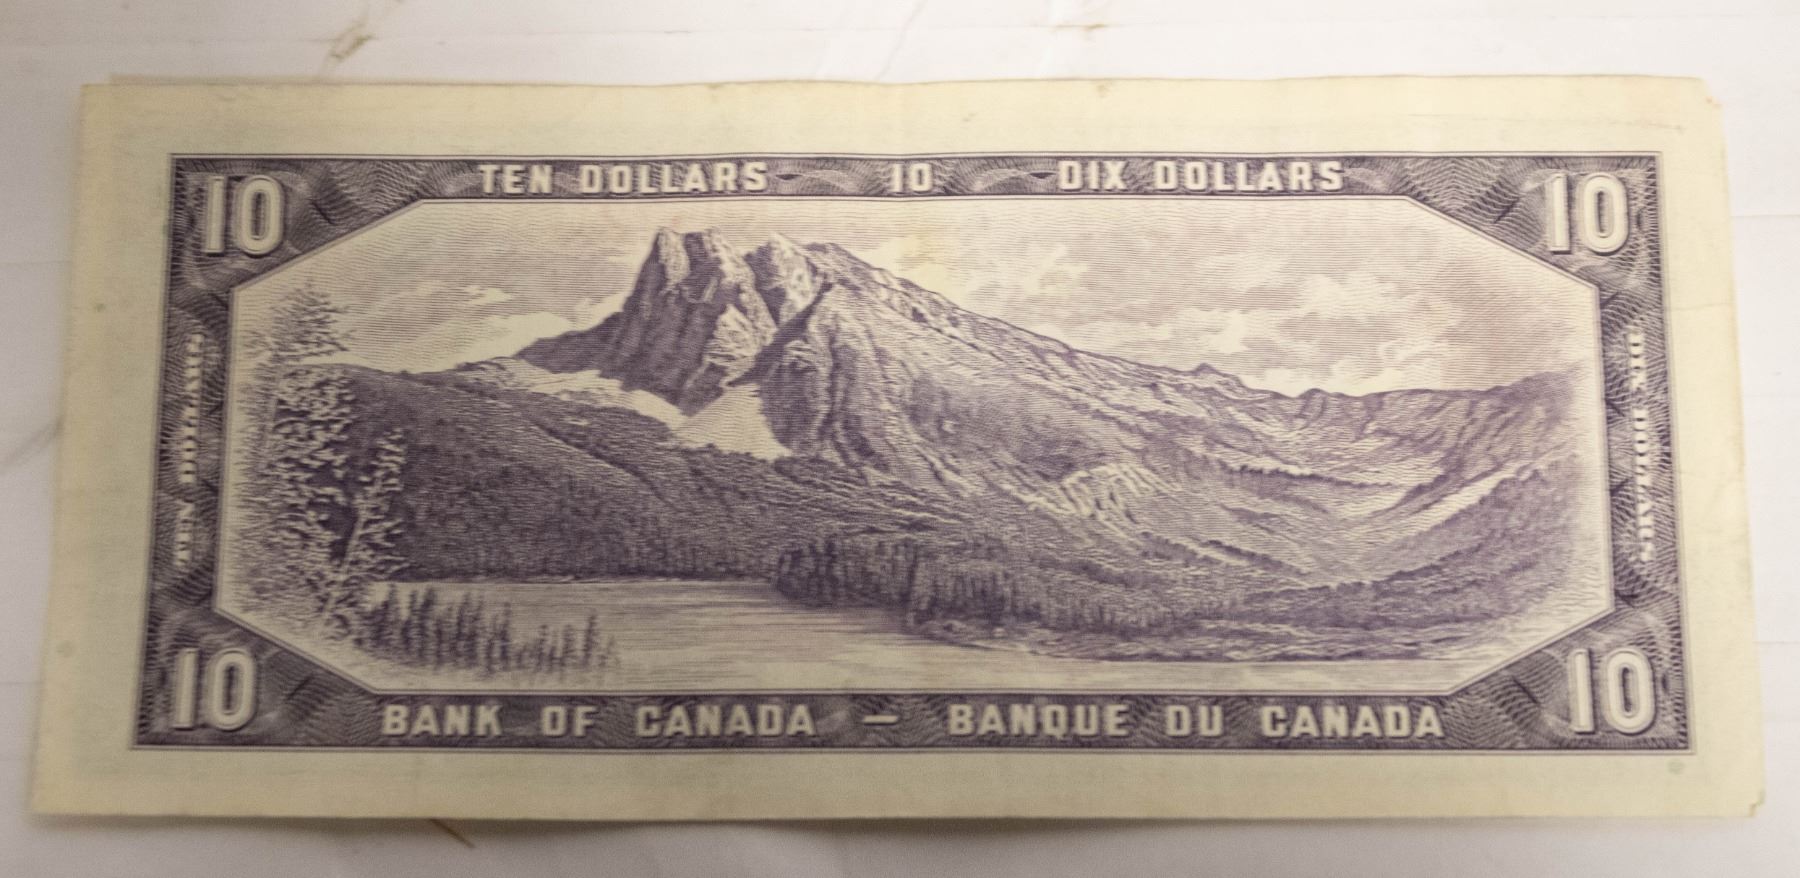 10 TEN DOLLARS 10 DIX DOLLARS 10
TEN DOLLARS
DIX DOLLARS
10 BANK OF CANADA — BANQUE DU CANADA 10